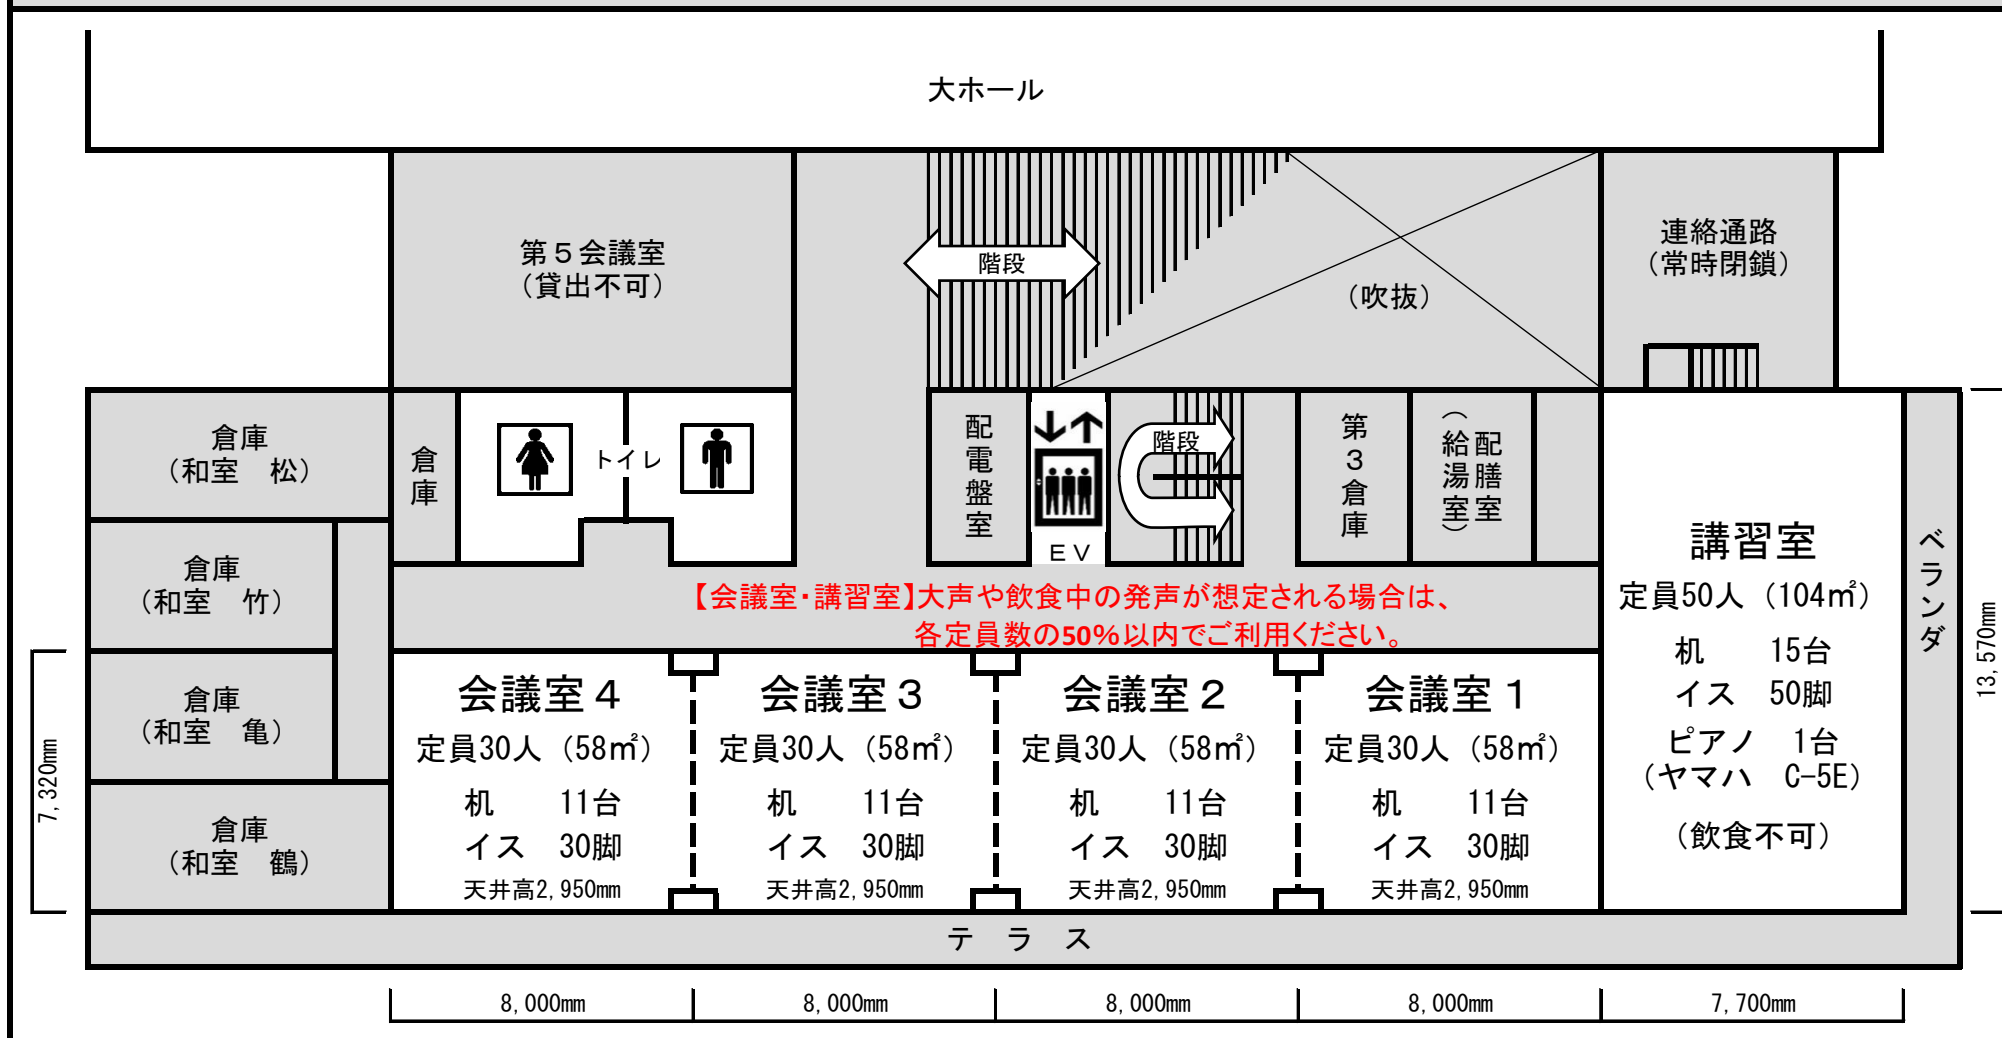 大ホール
第５会議室
（貸出不可）
階段
（吹抜）
連絡通路
（常時閉鎖）
倉庫
（和室　松）
倉庫
トイレ
配電盤室
ＥＶ
階段
第３倉庫
配膳室
（給湯室）
倉庫
（和室　竹）
【会議室・講習室】大声や飲食中の発声が想定される場合は、
各定員数の50％以内でご利用ください。
講習室
定員50人（104㎡）
机　15台
イス　50脚
ピアノ　1台
（ヤマハ　C-5E）
（飲食不可）
ベランダ
13,570mm
倉庫
（和室　亀）
倉庫
（和室　鶴）
7,320mm
会議室４
定員30人（58㎡）
机　11台
イス　30脚
天井高2,950mm
会議室３
定員30人（58㎡）
机　11台
イス　30脚
天井高2,950mm
会議室２
定員30人（58㎡）
机　11台
イス　30脚
天井高2,950mm
会議室１
定員30人（58㎡）
机　11台
イス　30脚
天井高2,950mm
テラス
8,000mm
8,000mm
8,000mm
8,000mm
7,700mm